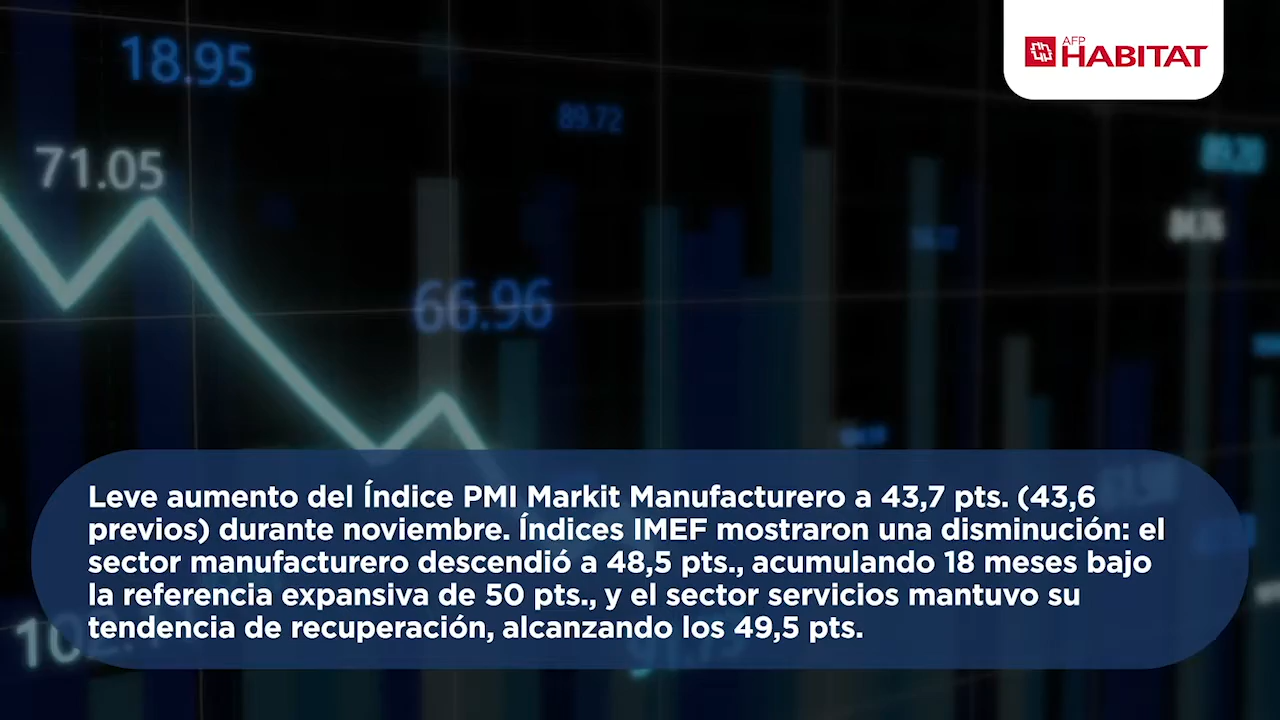 18.95
AFP
HABITAT
89.72
71.05
66.96
Leve aumento del Índice PMI Markit Manufacturero a 43,7 pts. (43,6
previos) durante noviembre. Índices IMEF mostraron una disminución: el
sector manufacturero descendió a 48,5 pts., acumulando 18 meses bajo
la referencia expansiva de 50 pts., y el sector servicios mantuvo su
tendencia de recuperación, alcanzando los 49,5 pts.